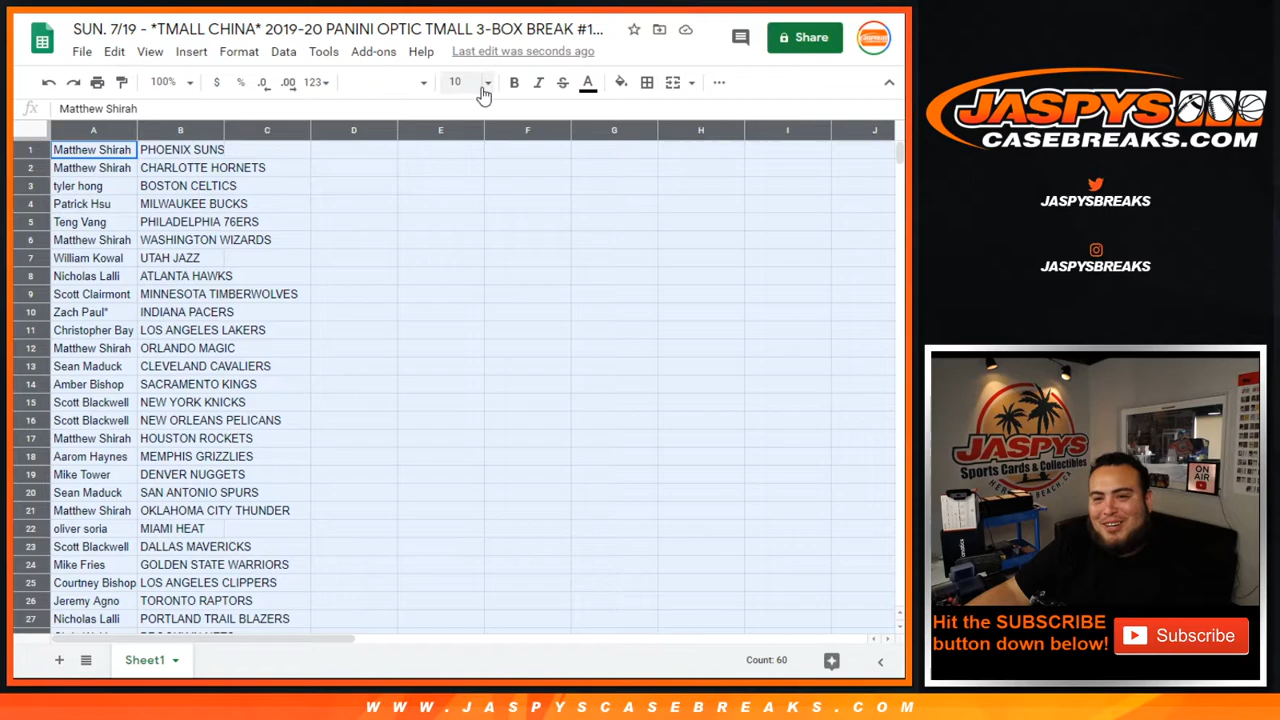 SUN. 7/19 - *TMALL CHINA* 2019-20 PANINI OPTIC TMALL 3-BOX BREAK #1...
File Edit View Insert Format Data Tools Add-ons Help Last edit was seconds ago
Share
100% $ % .0 .00 123 10 B I S A
fx Matthew Shirah
A B C D E F G H I J
1 Matthew Shirah PHOENIX SUNS
2 Matthew Shirah CHARLOTTE HORNETS
3 tyler hong BOSTON CELTICS
4 Patrick Hsu MILWAUKEE BUCKS
5 Teng Vang PHILADELPHIA 76ERS
6 Matthew Shirah WASHINGTON WIZARDS
7 William Kowal UTAH JAZZ
8 Nicholas Lalli ATLANTA HAWKS
9 Scott Clairmont MINNESOTA TIMBERWOLVES
10 Zach Paul* INDIANA PACERS
11 Christopher Bay LOS ANGELES LAKERS
12 Matthew Shirah ORLANDO MAGIC
13 Sean Maduck CLEVELAND CAVALIERS
14 Amber Bishop SACRAMENTO KINGS
15 Scott Blackwell NEW YORK KNICKS
16 Scott Blackwell NEW ORLEANS PELICANS
17 Matthew Shirah HOUSTON ROCKETS
18 Aarom Haynes MEMPHIS GRIZZLIES
19 Mike Tower DENVER NUGGETS
20 Sean Maduck SAN ANTONIO SPURS
21 Matthew Shirah OKLAHOMA CITY THUNDER
22 oliver soria MIAMI HEAT
23 Scott Blackwell DALLAS MAVERICKS
24 Mike Fries GOLDEN STATE WARRIORS
25 Courtney Bishop LOS ANGELES CLIPPERS
26 Jeremy Agno TORONTO RAPTORS
27 Nicholas Lalli PORTLAND TRAIL BLAZERS
Sheet1
Count: 60
JASPYS
CASEBREAKS.COM
JASPYSBREAKS
JASPYSBREAKS
JASPYS
Sports Cards & Collectibles
ON AIR
Hit the SUBSCRIBE
button down below!
Subscribe
WWW.JASPYSCASEBREAKS.COM